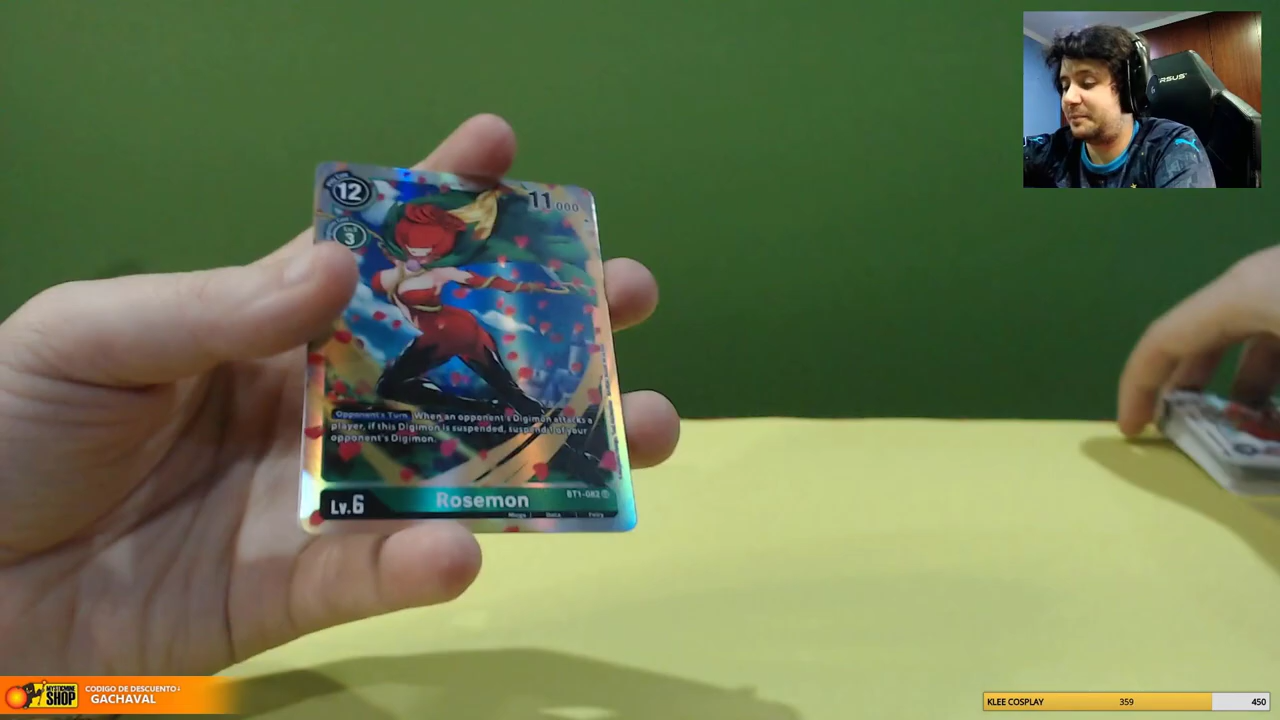 12
11000
3
Opponent's Turn When an opponent's Digimon attacks a
player, if this Digimon is suspended, suspend 1 of your
opponent's Digimon.
Lv.6 Rosemon BT1-082
Mega | Data | Fairy
MYSTICMINE
SHOP
CODIGO DE DESCUENTO:
GACHAVAL
KLEE COSPLAY 359 450